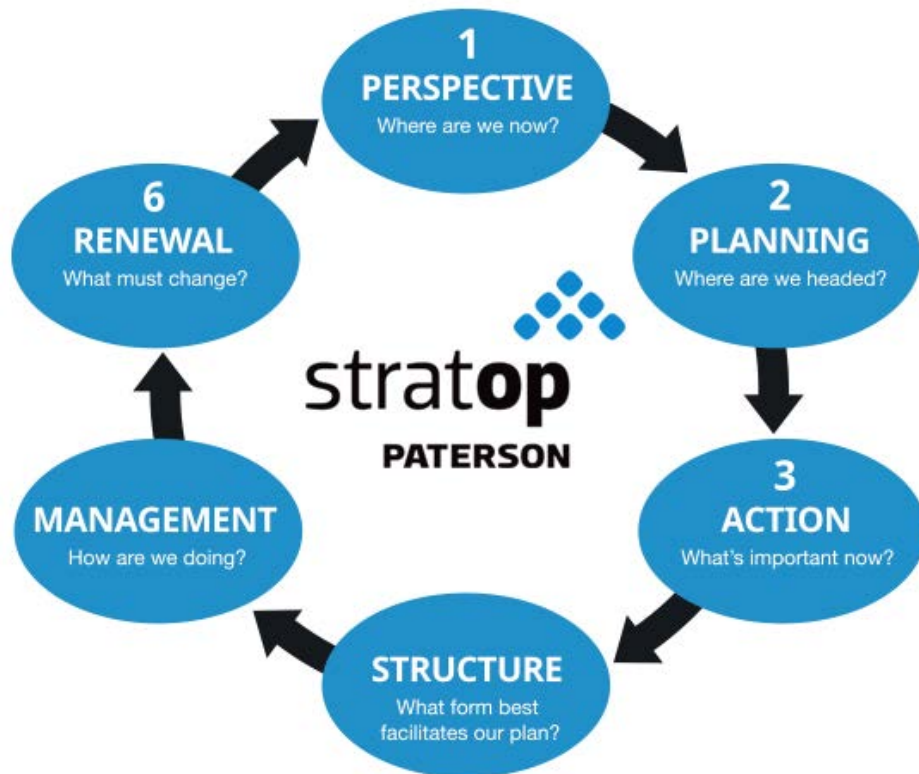 1
PERSPECTIVE
Where are we now?
2
PLANNING
Where are we headed?
3
ACTION
What's important now?
STRUCTURE
What form best
facilitates our plan?
MANAGEMENT
How are we doing?
6
RENEWAL
What must change?
stratop
PATERSON